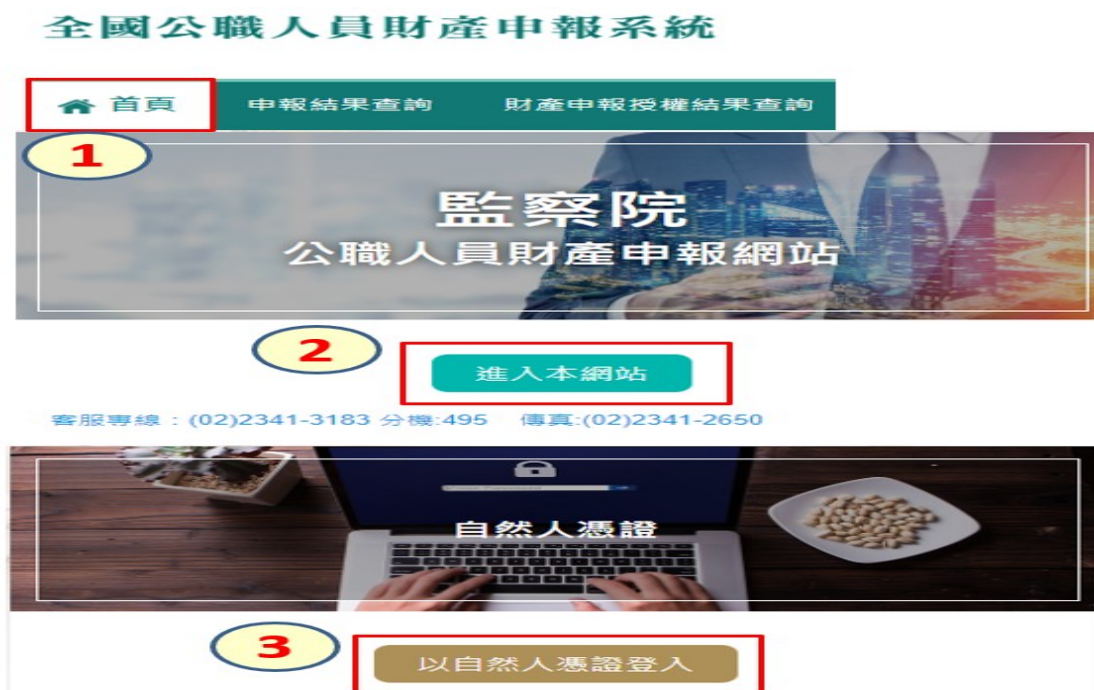 全國公職人員財產申報系統
首頁 申報結果查詢 財產申報授權結果查詢
1
監察院
公職人員財產申報網站
2
進入本網站
客服專線：(02)2341-3183 分機:495 傳真:(02)2341-2650
自然人憑證
3
以自然人憑證登入